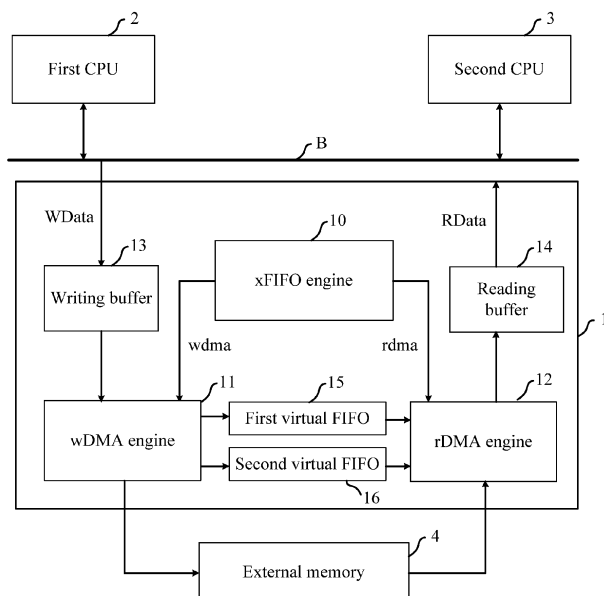 2
3
First CPU
Second CPU
B
WData
RData
10
13
14
xFIFO engine
Writing buffer
Reading
buffer
1
wdma
rdma
11
15
12
First virtual FIFO
wDMA engine
rDMA engine
Second virtual FIFO
16
4
External memory